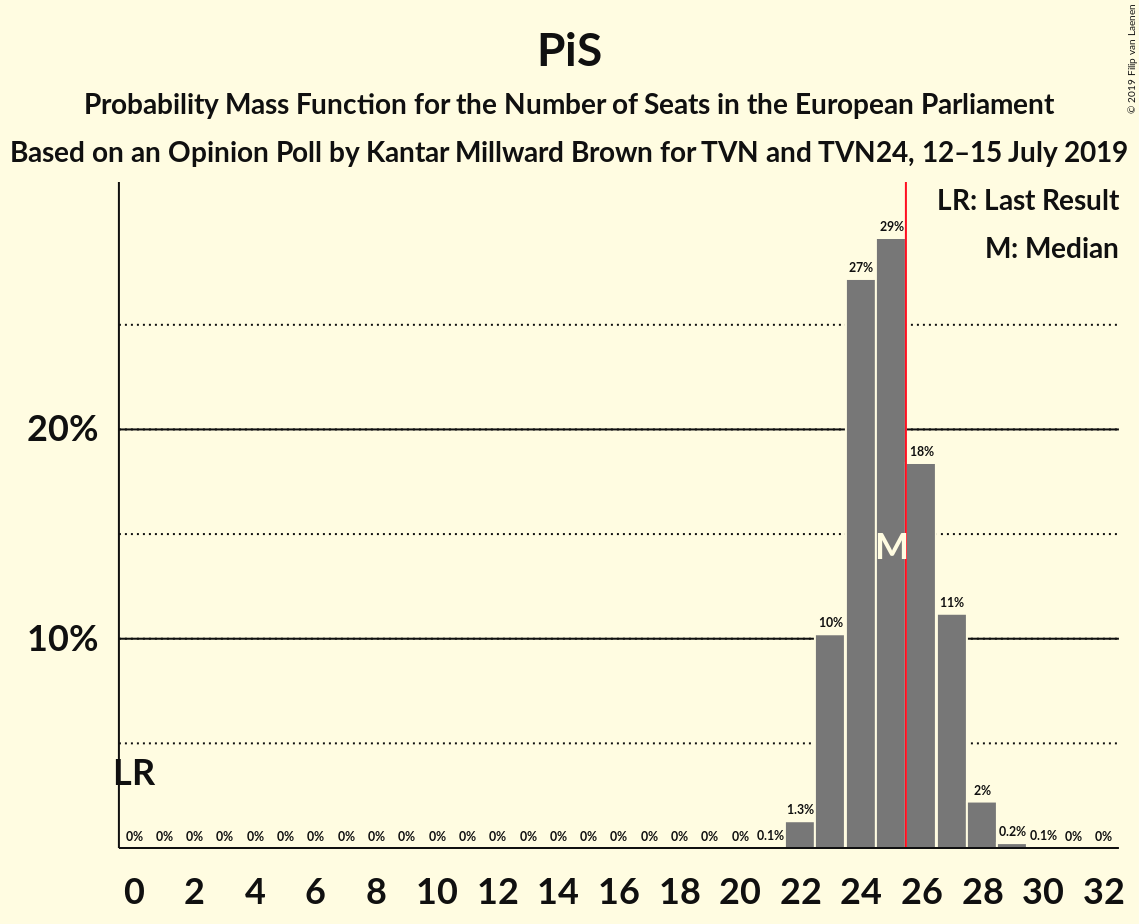 PiS
Probability Mass Function for the Number of Seats in the European Parliament
Based on an Opinion Poll by Kantar Millward Brown for TVN and TVN24, 12–15 July 2019
© 2019 Filip van Laenen
LR: Last Result
M: Median
29%
27%
20%
18%
M
11%
10%
10%
LR
2%
1.3%
0% 0% 0% 0% 0% 0% 0% 0% 0% 0% 0% 0% 0% 0% 0% 0% 0% 0% 0% 0% 0% 0.1% 0.2% 0.1% 0% 0%
0 2 4 6 8 10 12 14 16 18 20 22 24 26 28 30 32